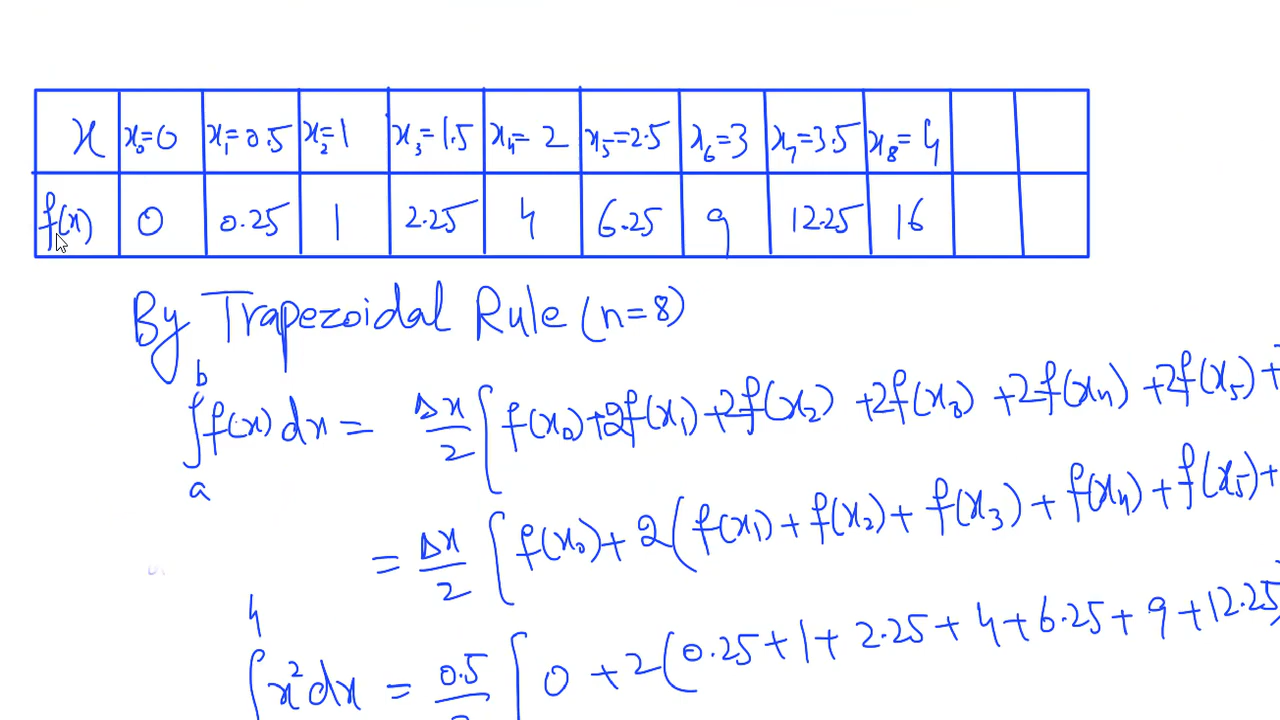 x x₀=0 x₁=0.5 x₂=1 x₃=1.5 x₄=2 x₅=2.5 x₆=3 x₇=3.5 x₈=4
f(x) 0 0.25 1 2.25 4 6.25 9 12.25 16
By Trapezoidal Rule (n=8)
∫ₐᵇ f(x) dx = Δx/2 [f(x₀)+2f(x₁)+2f(x₂)+2f(x₃)+2f(x₄)+2f(x₅)+
= Δx/2 [f(x₀)+2(f(x₁)+f(x₂)+f(x₃)+f(x₄)+f(x₅)+
∫⁴ x² dx = 0.5/2 [0+2(0.25+1+2.25+4+6.25+9+12.25)